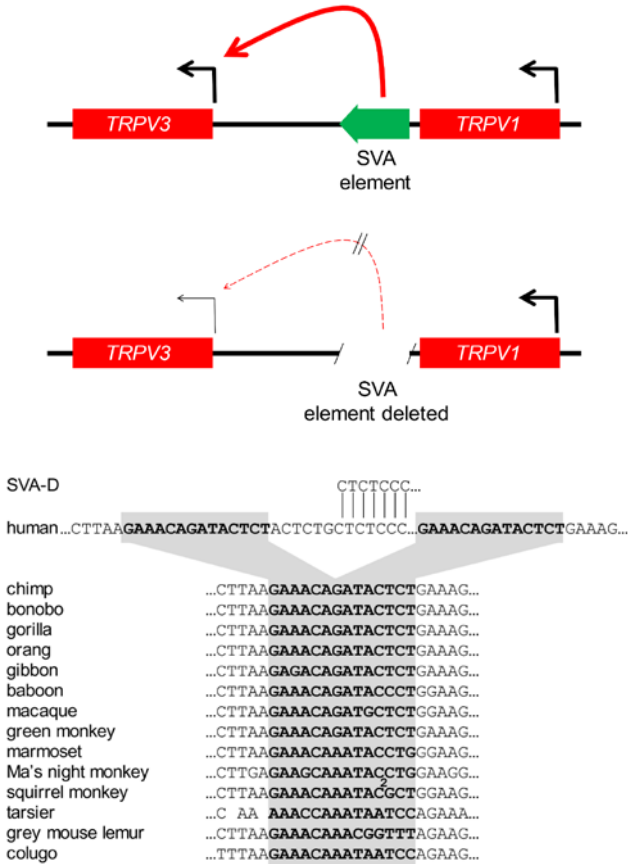 TRPV3 TRPV1
SVA
element
TRPV3 TRPV1
SVA
element deleted
SVA-D CTCTCCC...
human ...CTTAAGAAACAGATACTCTACTCTGCTCTCCC...GAAACAGATACTCTGAAAG...
chimp ...CTTAAGAAACAGATACTCTGAAAG...
bonobo ...CTTAAGAAACAGATACTCTGAAAG...
gorilla ...CTTAAGAAACAGATACTCTGAAAG...
orang ...CTTAAGAAACAGATACTCTGAAAG...
gibbon ...CTTAAGAGACAGATACTCTGAAAG...
baboon ...CTTAAGAAACAGATACCCTGGAAG...
macaque ...CTTAAGAAACAGATGCTCTGGAAG...
green monkey ...CTTAAGAAACAGATACTCTGAAAG...
marmoset ...CTTAAGAAACAAATACCTGGGAAG...
Ma's night monkey ...CTTGAGAAGCAAATACCTGGAAGG...
2
squirrel monkey ...CTTAAGAAACAAATACGCTGGAAG...
tarsier ...C AA AAACCAAATAATCCAGAAA...
grey mouse lemur ...CTTAAGAAACAAACGGTTTAGAAG...
colugo ...TTTAAGAAACAAATAATCCAGAAG...